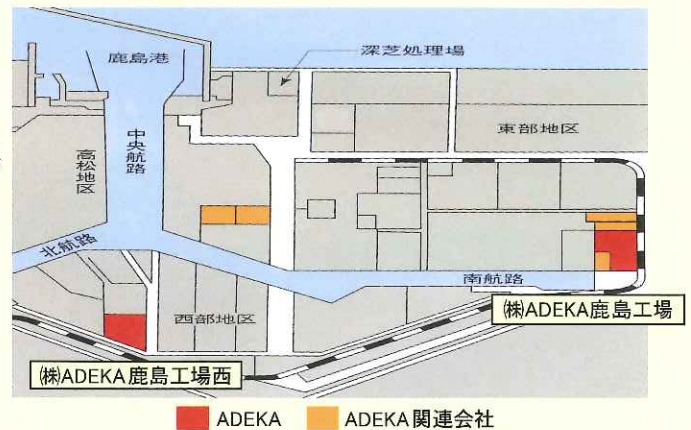 鹿島港
深芝処理場
東部地区
中央航路
高松地区
北航路
南航路
西部地区
㈱ADEKA鹿島工場
㈱ADEKA鹿島工場西
ADEKA
ADEKA関連会社